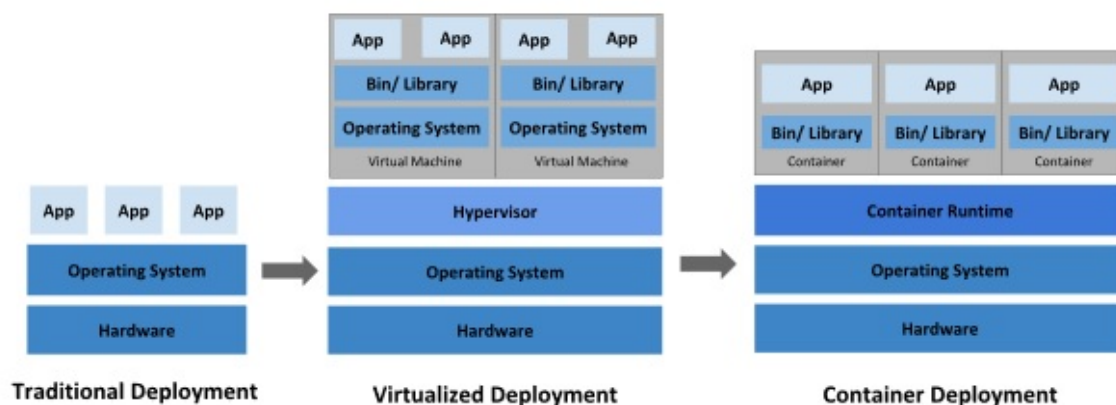 App App App
Operating System
Hardware
Traditional Deployment
App App App App
Bin/ Library Bin/ Library
Operating System Operating System
Virtual Machine Virtual Machine
Hypervisor
Operating System
Hardware
Virtualized Deployment
App App App
Bin/ Library Bin/ Library Bin/ Library
Container Container Container
Container Runtime
Operating System
Hardware
Container Deployment